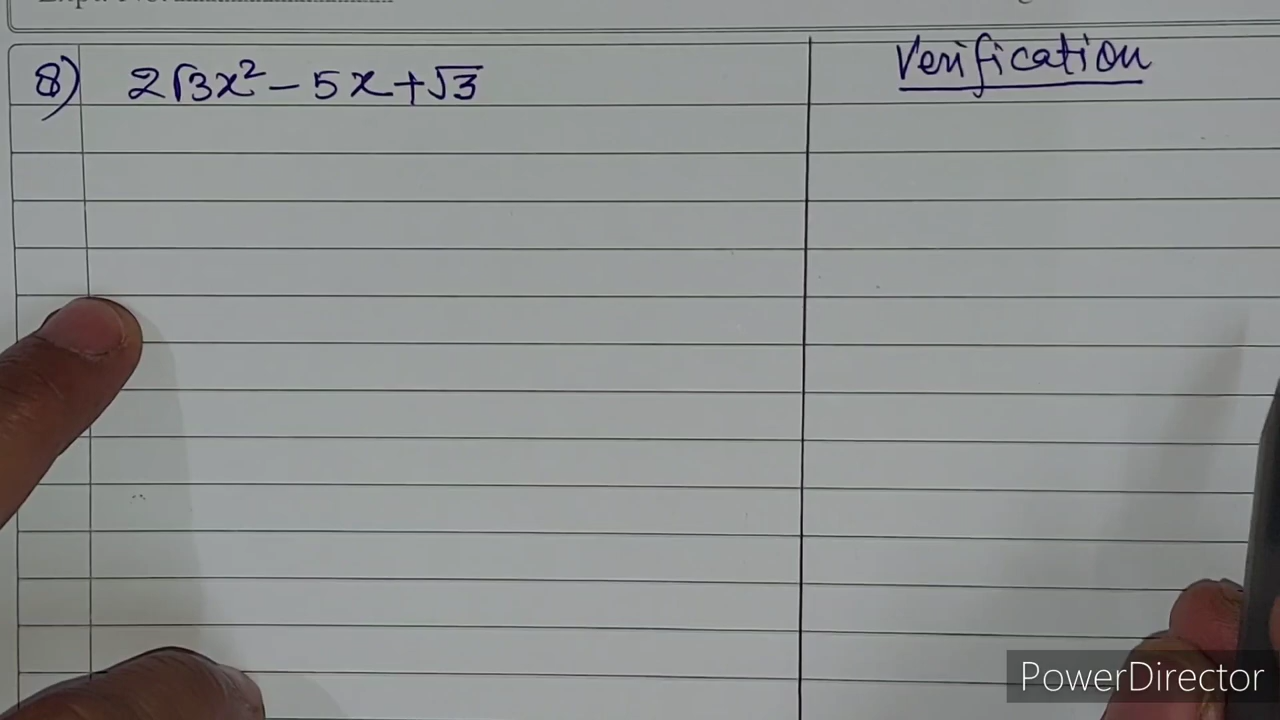 8) 2√3x² - 5x + √3
Verification
PowerDirector